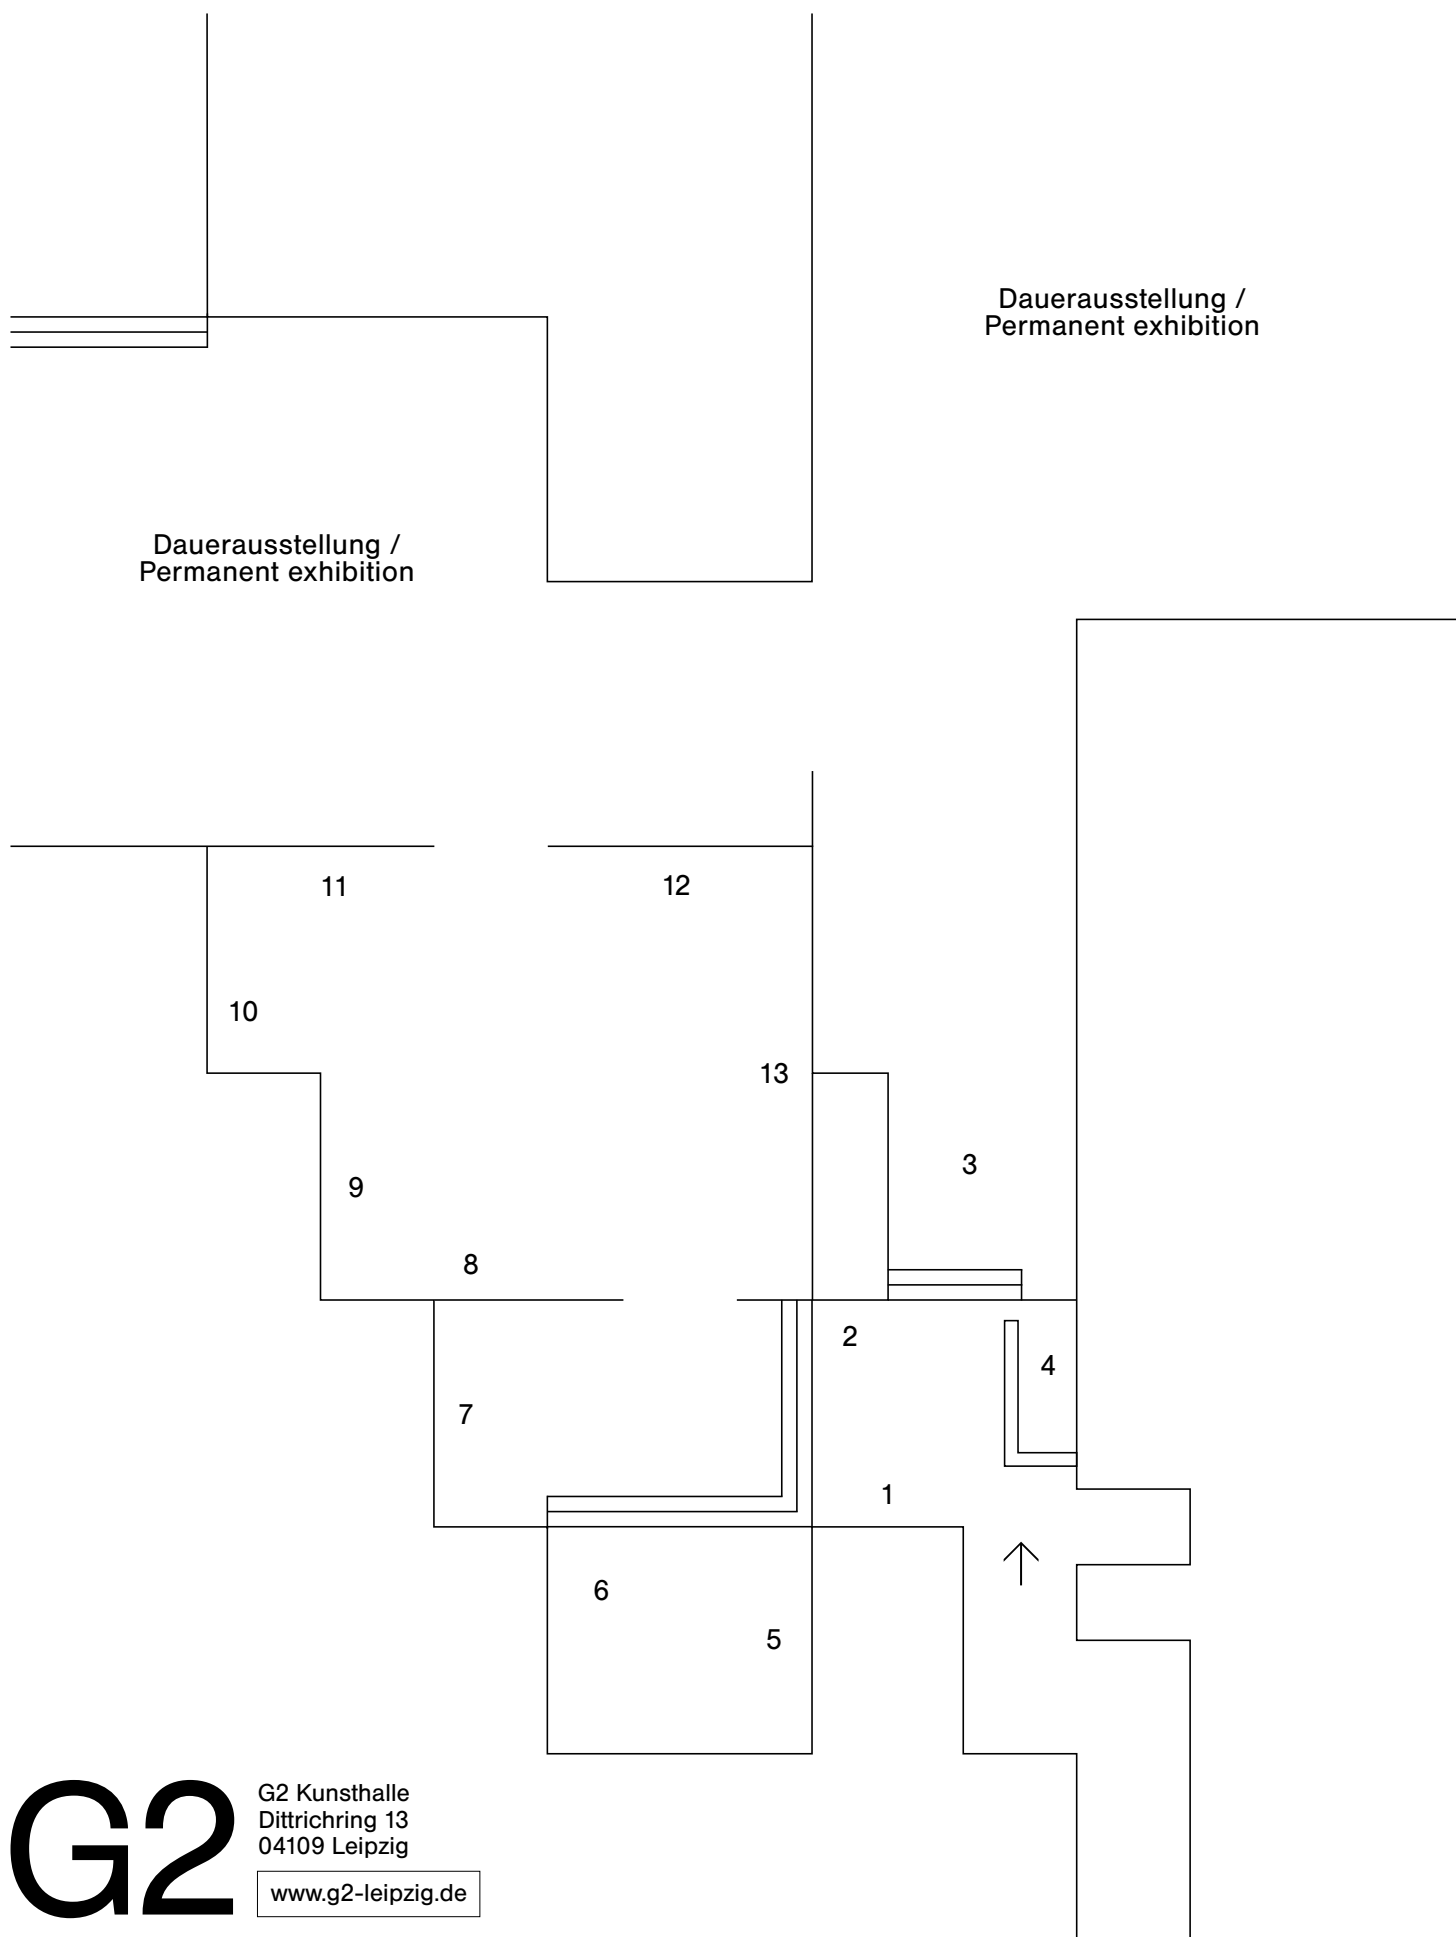 Dauerausstellung /
Permanent exhibition
Dauerausstellung /
Permanent exhibition
11
12
10
13
3
9
8
2
4
7
1
6
5
G2
G2 Kunsthalle
Dittrichring 13
04109 Leipzig
www.g2-leipzig.de